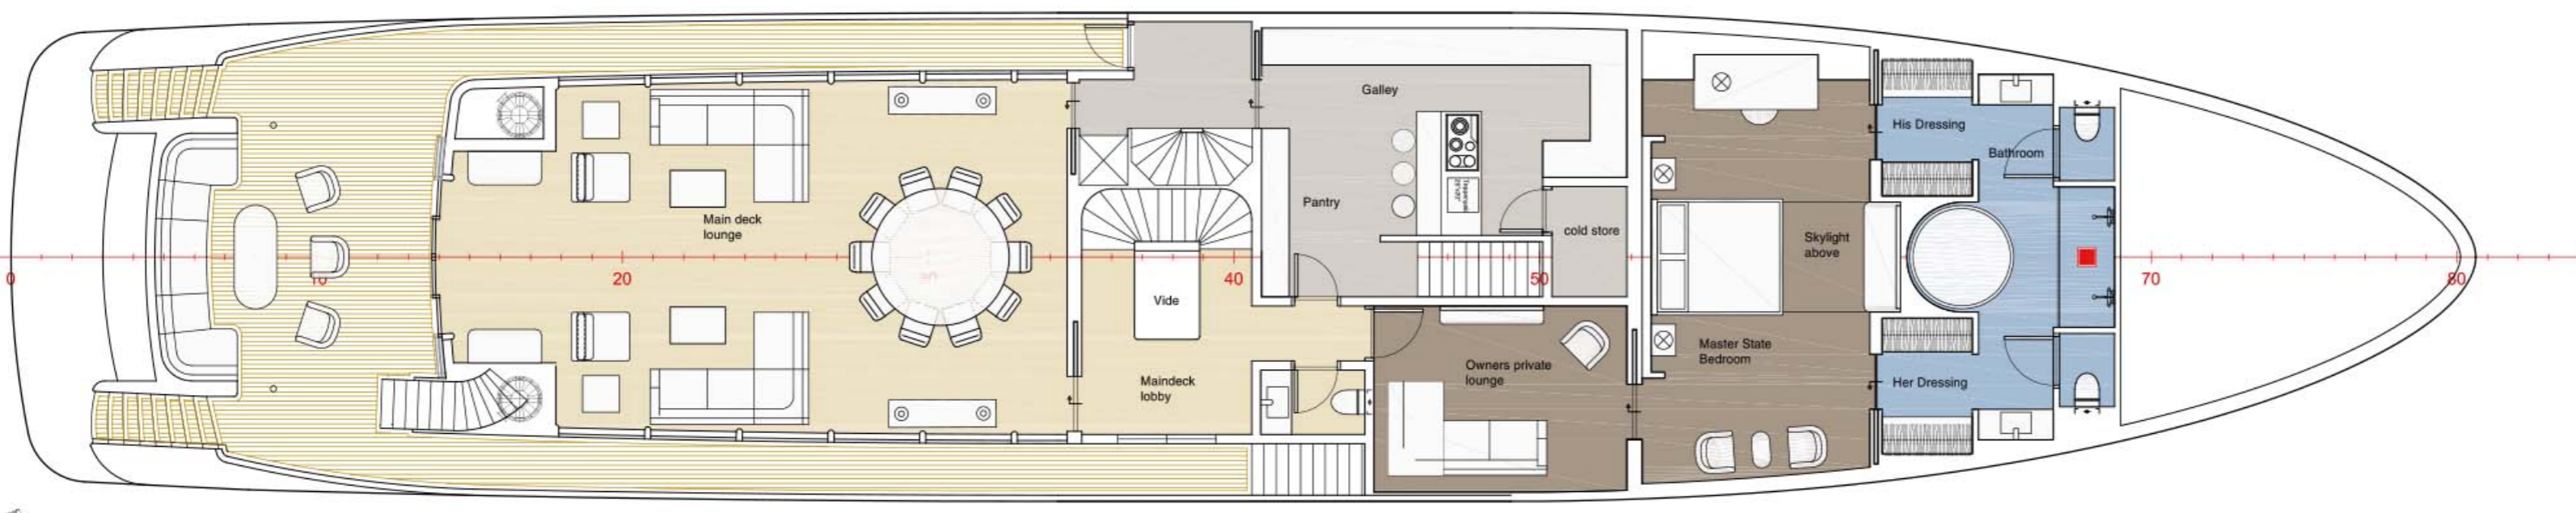 Galley
His Dressing
Bathroom
Pantry
Main deck
lounge
cold store
Skylight
above
0
10
20
30
40
50
70
80
Vide
Master State
Bedroom
Owners private
lounge
Maindeck
lobby
Her Dressing